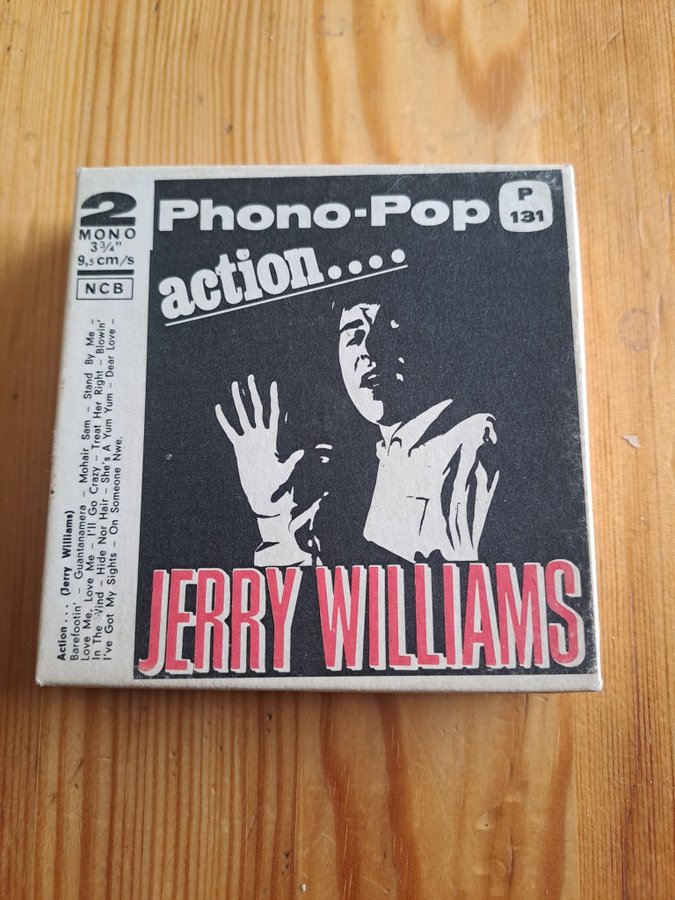 2
MONO
3 3/4"
9,5 cm/s
NCB
Phono-Pop
P
131
action....
JERRY WILLIAMS
Action . . . (Jerry Williams)
Barefootin' – Guantanamera – Mohair Sam – Stand By Me –
Love Me, Love Me – I'll Go Crazy – Treat Her Right – Blowin'
In The Wind – Hide Nor Hair – She's A Yum Yum – Dear Love –
I've Got My Sights – On Someone Nwe.